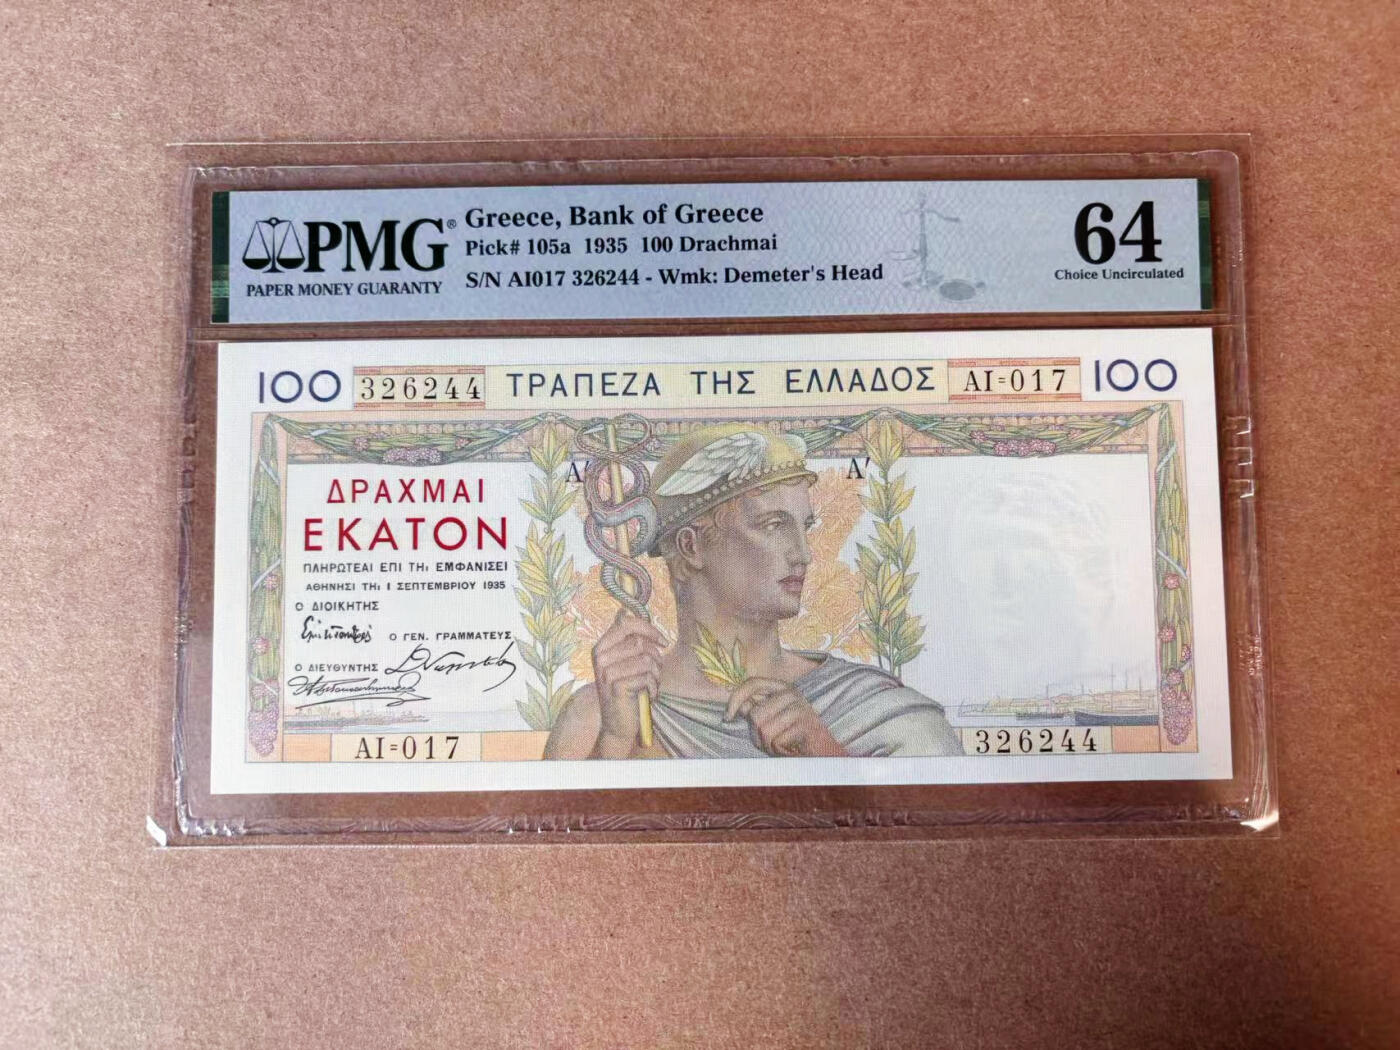 PMG®
PAPER MONEY GUARANTY
Greece, Bank of Greece
Pick# 105a 1935 100 Drachmai
S/N AI017 326244 - Wmk: Demeter's Head
64
Choice Uncirculated
100 326244 ΤΡΑΠΕΖΑ ΤΗΣ ΕΛΛΑΔΟΣ AI=017 100
Α' Α'
ΔΡΑΧΜΑΙ
ΕΚΑΤΟΝ
ΠΛΗΡΩΤΕΑΙ ΕΠΙ ΤΗι ΕΜΦΑΝΙΣΕΙ
ΑΘΗΝΗΣΙ ΤΗι 1 ΣΕΠΤΕΜΒΡΙΟΥ 1935
Ο ΔΙΟΙΚΗΤΗΣ
Ο ΓΕΝ. ΓΡΑΜΜΑΤΕΥΣ
Ο ΔΙΕΥΘΥΝΤΗΣ
AI=017 326244